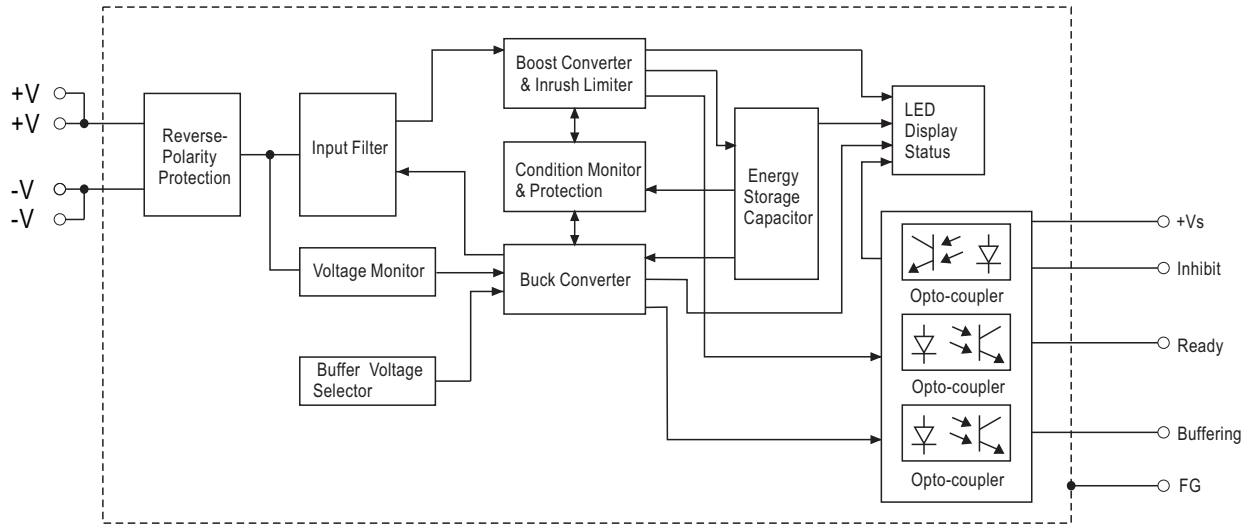 +V
+V
-V
-V
Reverse-
Polarity
Protection
Input Filter
Voltage Monitor
Buffer Voltage
Selector
Boost Converter
& Inrush Limiter
Condition Monitor
& Protection
Buck Converter
Energy
Storage
Capacitor
LED
Display
Status
Opto-coupler
Opto-coupler
Opto-coupler
+Vs
Inhibit
Ready
Buffering
FG